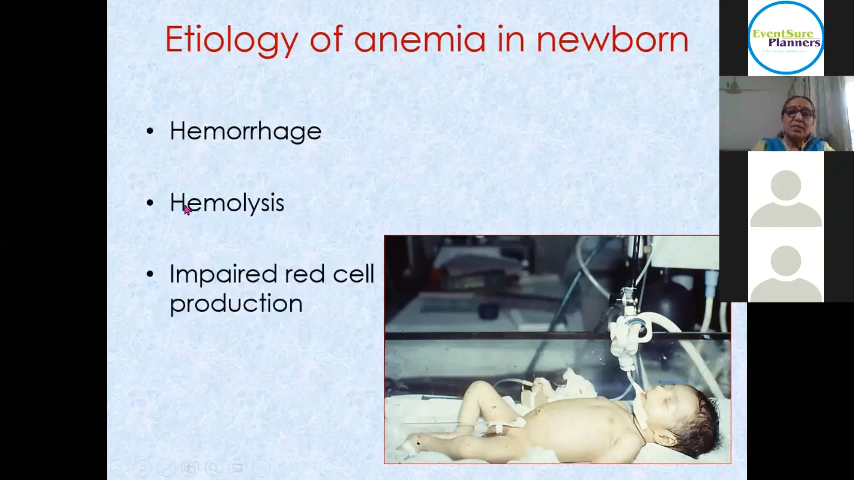 Etiology of anemia in newborn
• Hemorrhage
• Hemolysis
• Impaired red cell
production
EventSure
Planners